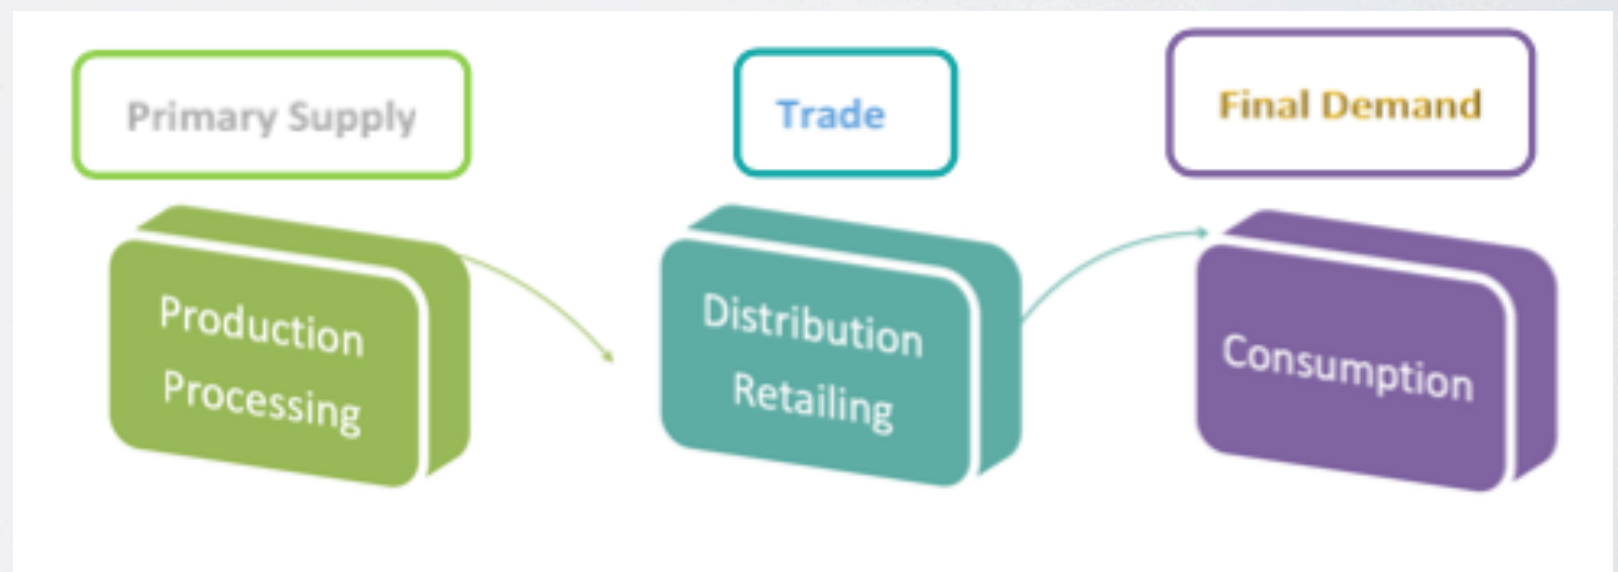 Primary Supply
Trade
Final Demand
Production
Processing
Distribution
Retailing
Consumption